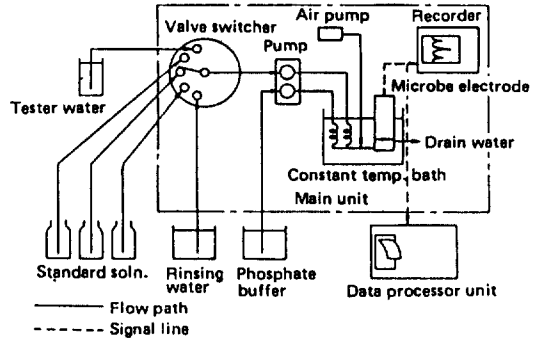 Air pump
Recorder
Valve switcher
Pump
Tester water
Microbe electrode
Drain water
Constant temp. bath
Main unit
Standard soln.
Rinsing
water
Phosphate
buffer
Data processor unit
Flow path
Signal line